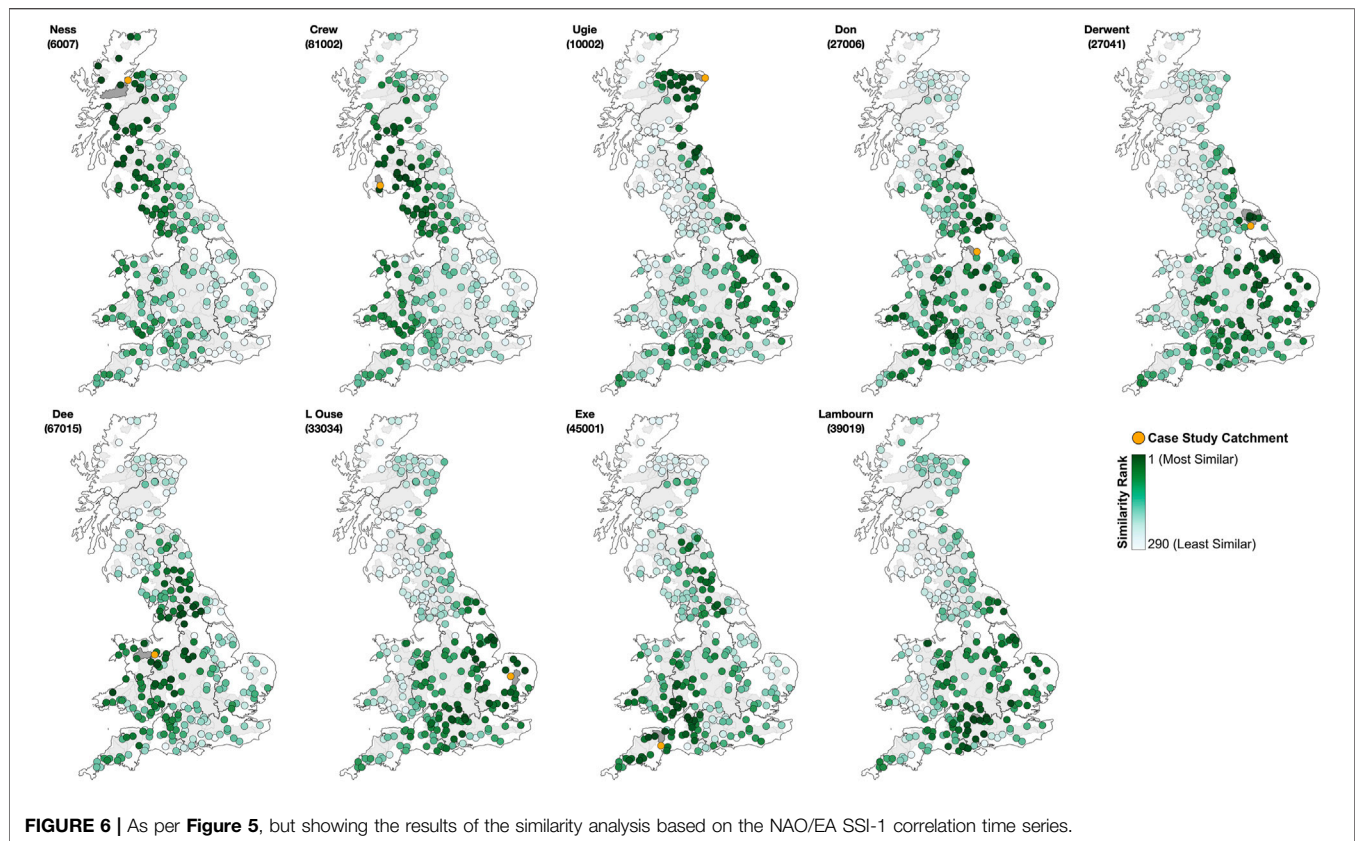 Ness
(6007)
Crew
(81002)
Ugie
(10002)
Don
(27006)
Derwent
(27041)
Dee
(67015)
L Ouse
(33034)
Exe
(45001)
Lambourn
(39019)
Case Study Catchment
Similarity Rank
1 (Most Similar)
290 (Least Similar)
FIGURE 6 | As per Figure 5, but showing the results of the similarity analysis based on the NAO/EA SSI-1 correlation time series.